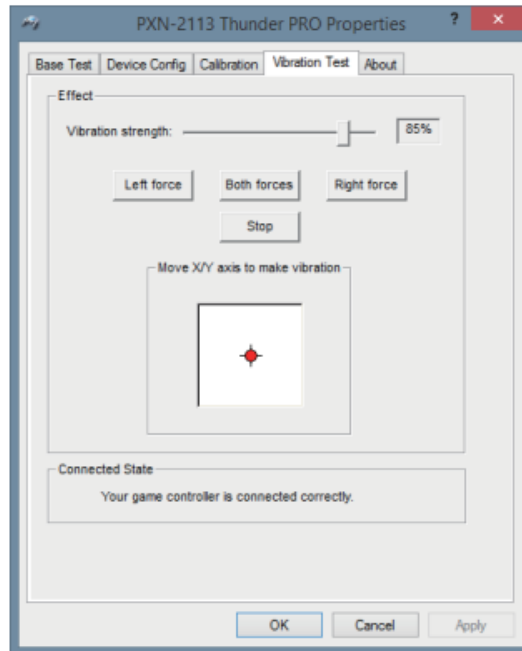 PXN-2113 Thunder PRO Properties ? ×
Base Test Device Config Calibration Vibration Test About
Effect
Vibration strength: 85%
Left force Both forces Right force
Stop
Move X/Y axis to make vibration
Connected State
Your game controller is connected correctly.
OK Cancel Apply